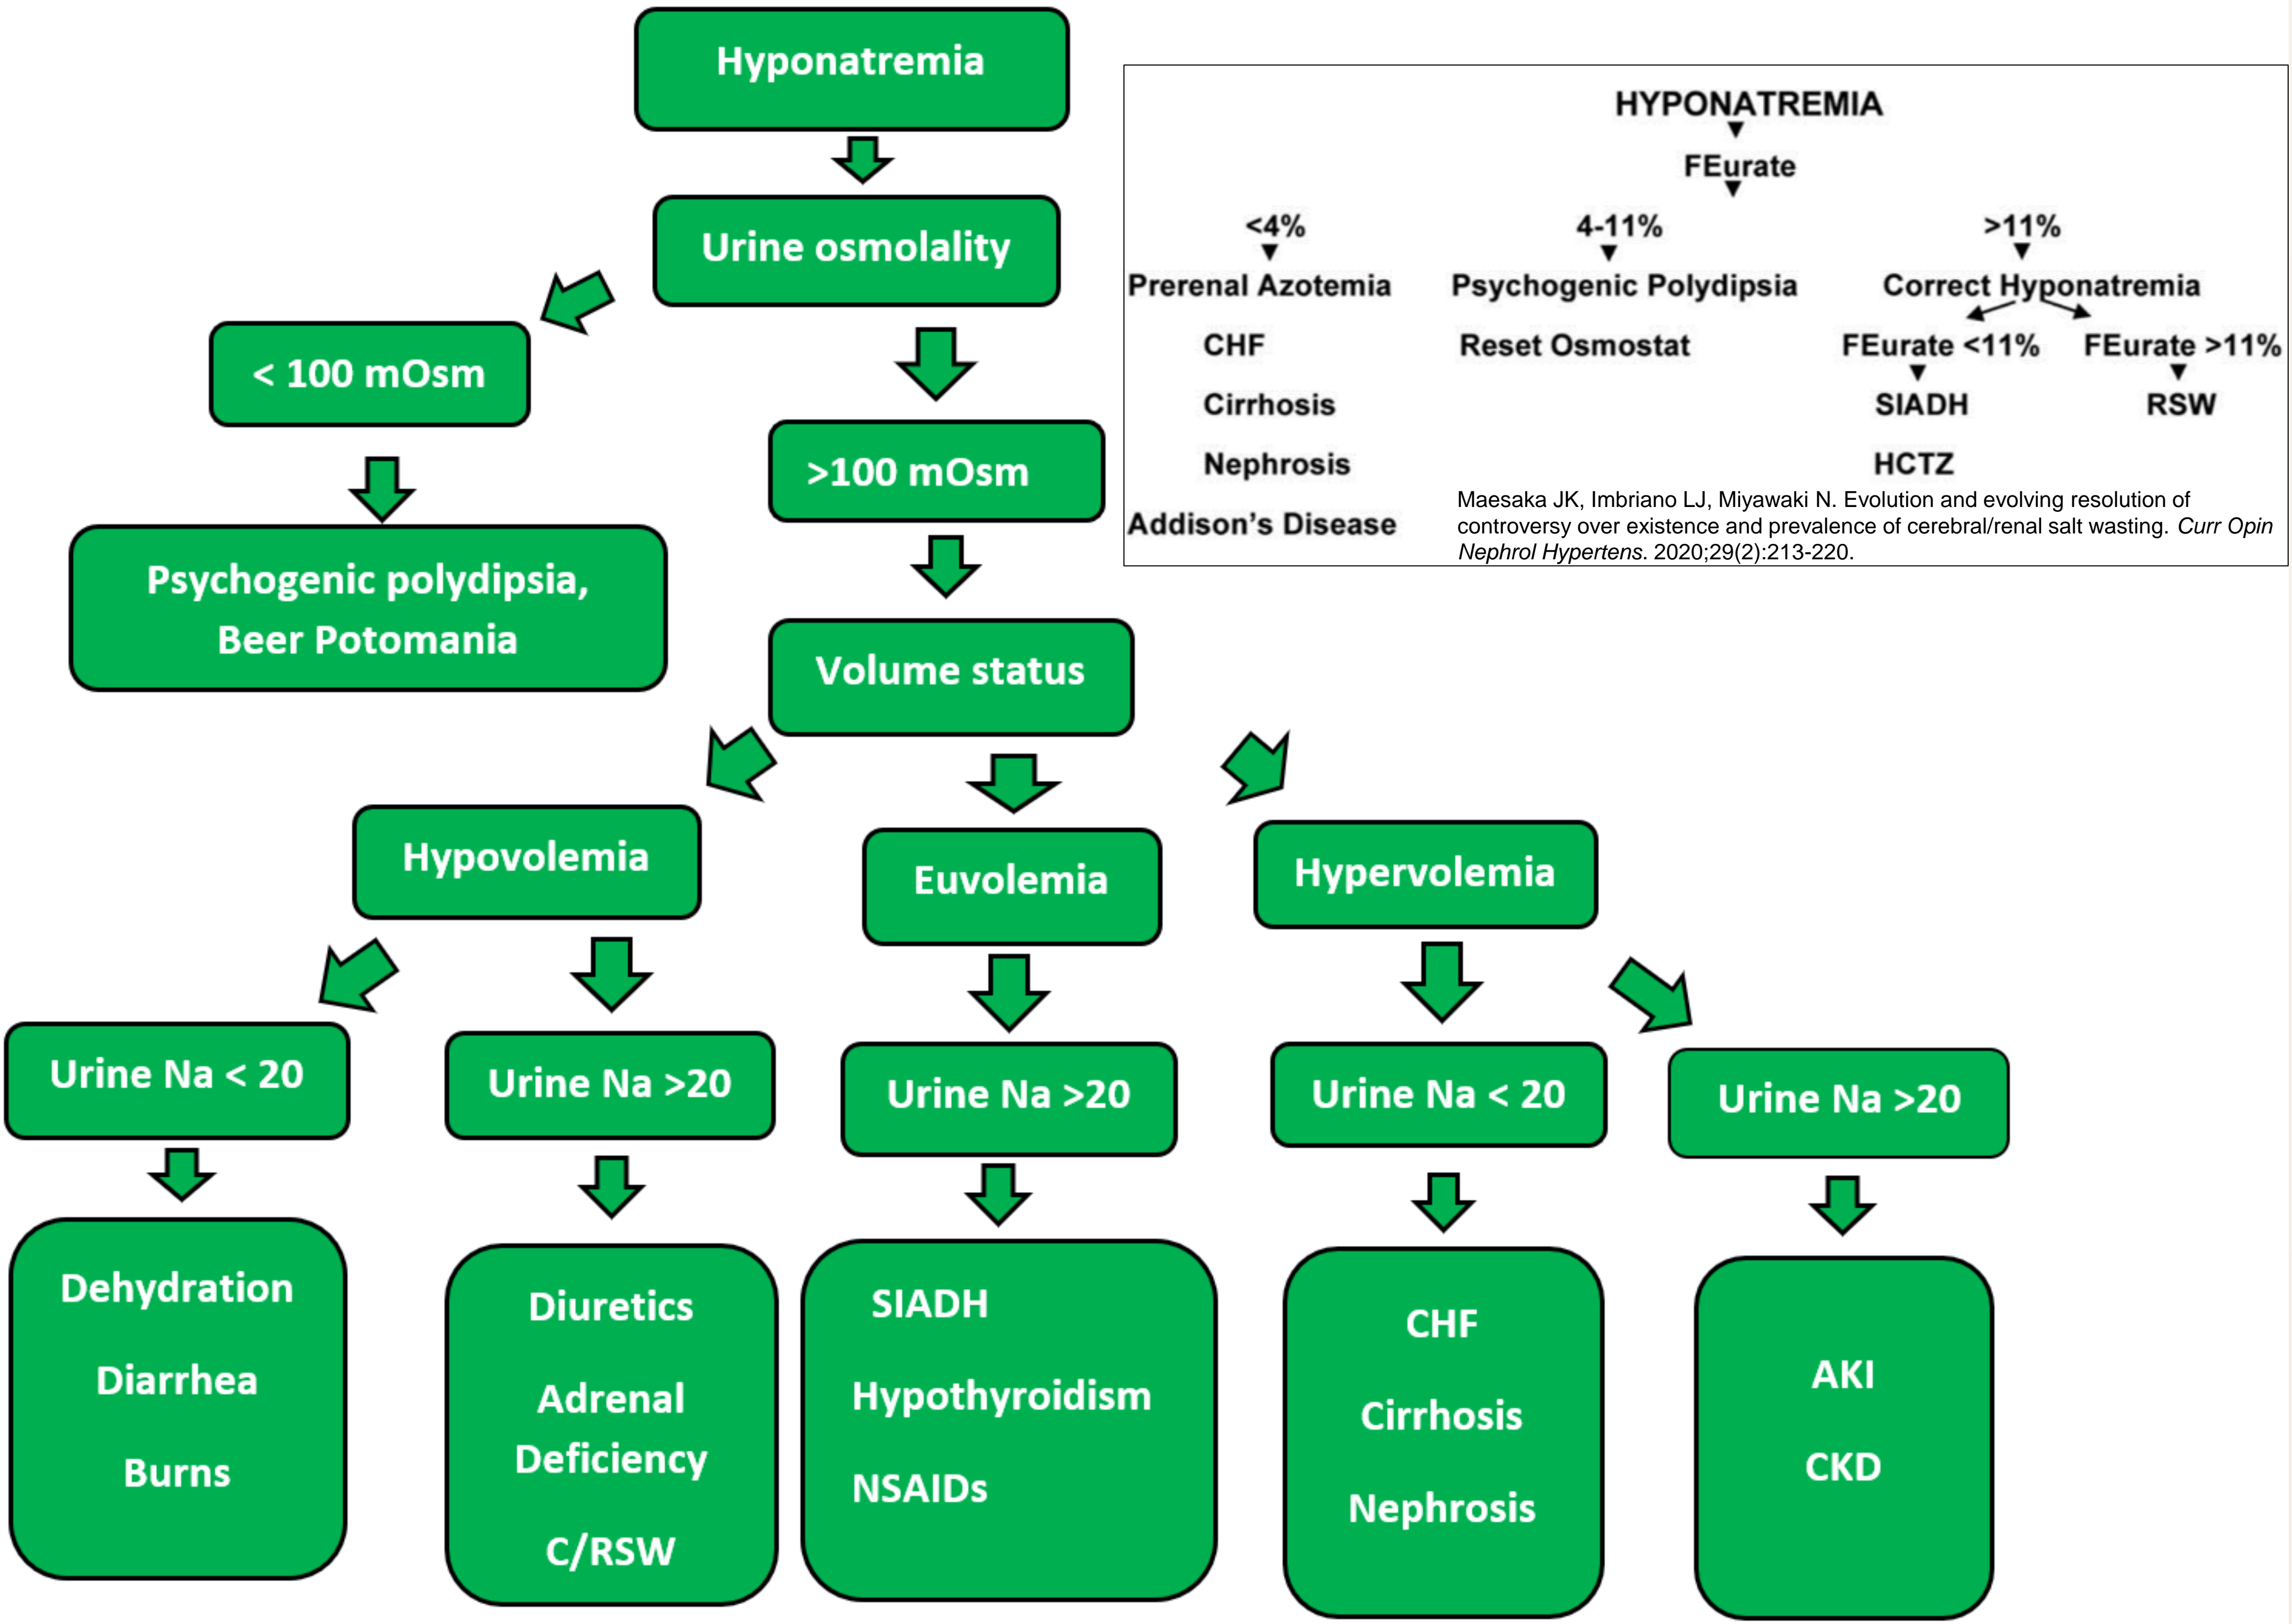 Hyponatremia
Urine osmolality
< 100 mOsm
>100 mOsm
Psychogenic polydipsia,
Beer Potomania
Volume status
Hypovolemia
Euvolemia
Hypervolemia
Urine Na < 20
Urine Na >20
Urine Na >20
Urine Na < 20
Urine Na >20
Dehydration
Diarrhea
Burns
Diuretics
Adrenal
Deficiency
C/RSW
SIADH
Hypothyroidism
NSAIDs
CHF
Cirrhosis
Nephrosis
AKI
CKD
HYPONATREMIA
FEurate
<4%
4-11%
>11%
Prerenal Azotemia
Psychogenic Polydipsia
Correct Hyponatremia
CHF
Reset Osmostat
FEurate <11%
FEurate >11%
Cirrhosis
SIADH
RSW
Nephrosis
HCTZ
Addison's Disease
Maesaka JK, Imbriano LJ, Miyawaki N. Evolution and evolving resolution of
controversy over existence and prevalence of cerebral/renal salt wasting. Curr Opin
Nephrol Hypertens. 2020;29(2):213-220.